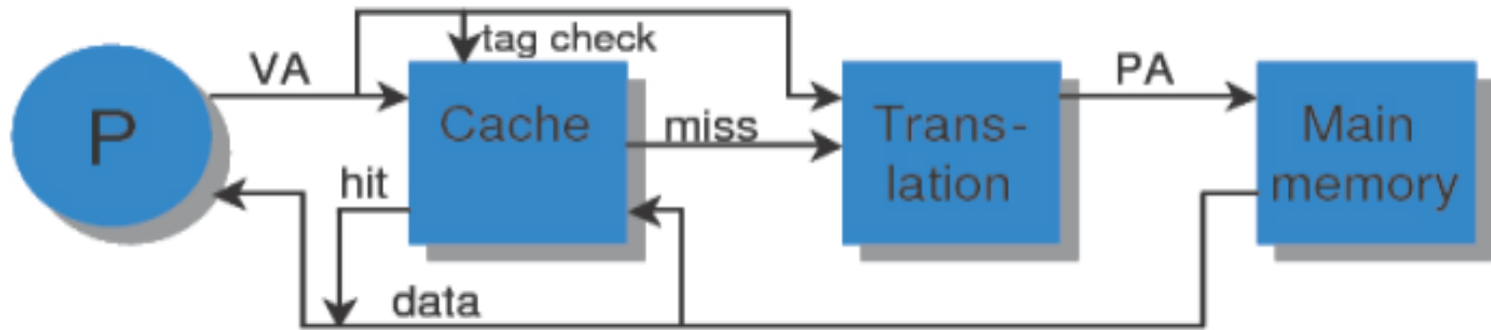 tag check
VA
PA
P
Cache
miss
Trans-
lation
Main
memory
hit
data